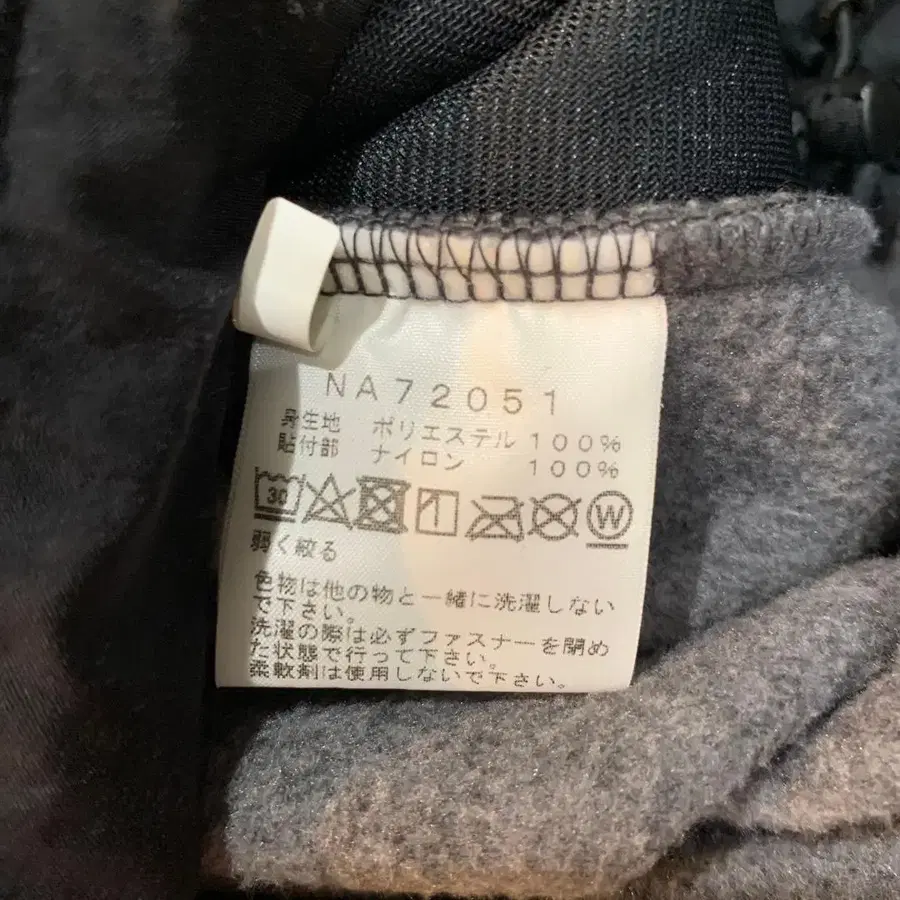 NA72051
身生地 ポリエステル 100%
貼付部 ナイロン 100%
30 W
弱く絞る
色物は他の物と一緒に洗濯しない
で下さい。
洗濯の際は必ずファスナーを閉め
た状態で行って下さい。
柔軟剤は使用しないで下さい。